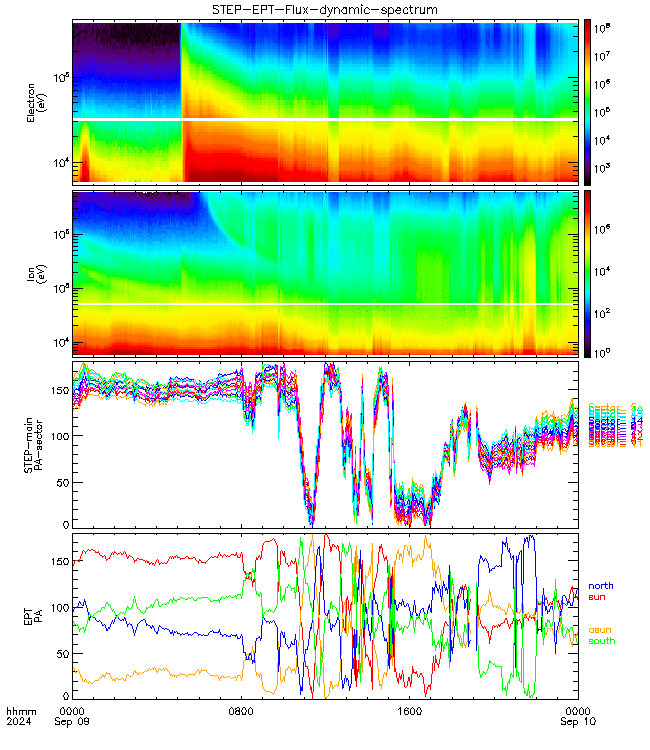 STEP-EPT-Flux-dynamic-spectrum
Electron
(eV)
10⁵
10⁴
10⁸
10⁷
10⁶
10⁵
10⁴
10³
Ion
(eV)
10⁶
10⁵
10⁴
10⁶
10⁴
10²
10⁰
STEP-main
PA-sector
150
100
50
0
EPT
PA
150
100
50
0
north
sun
asun
south
hhmm
2024
0000
Sep 09
0800
1600
0000
Sep 10